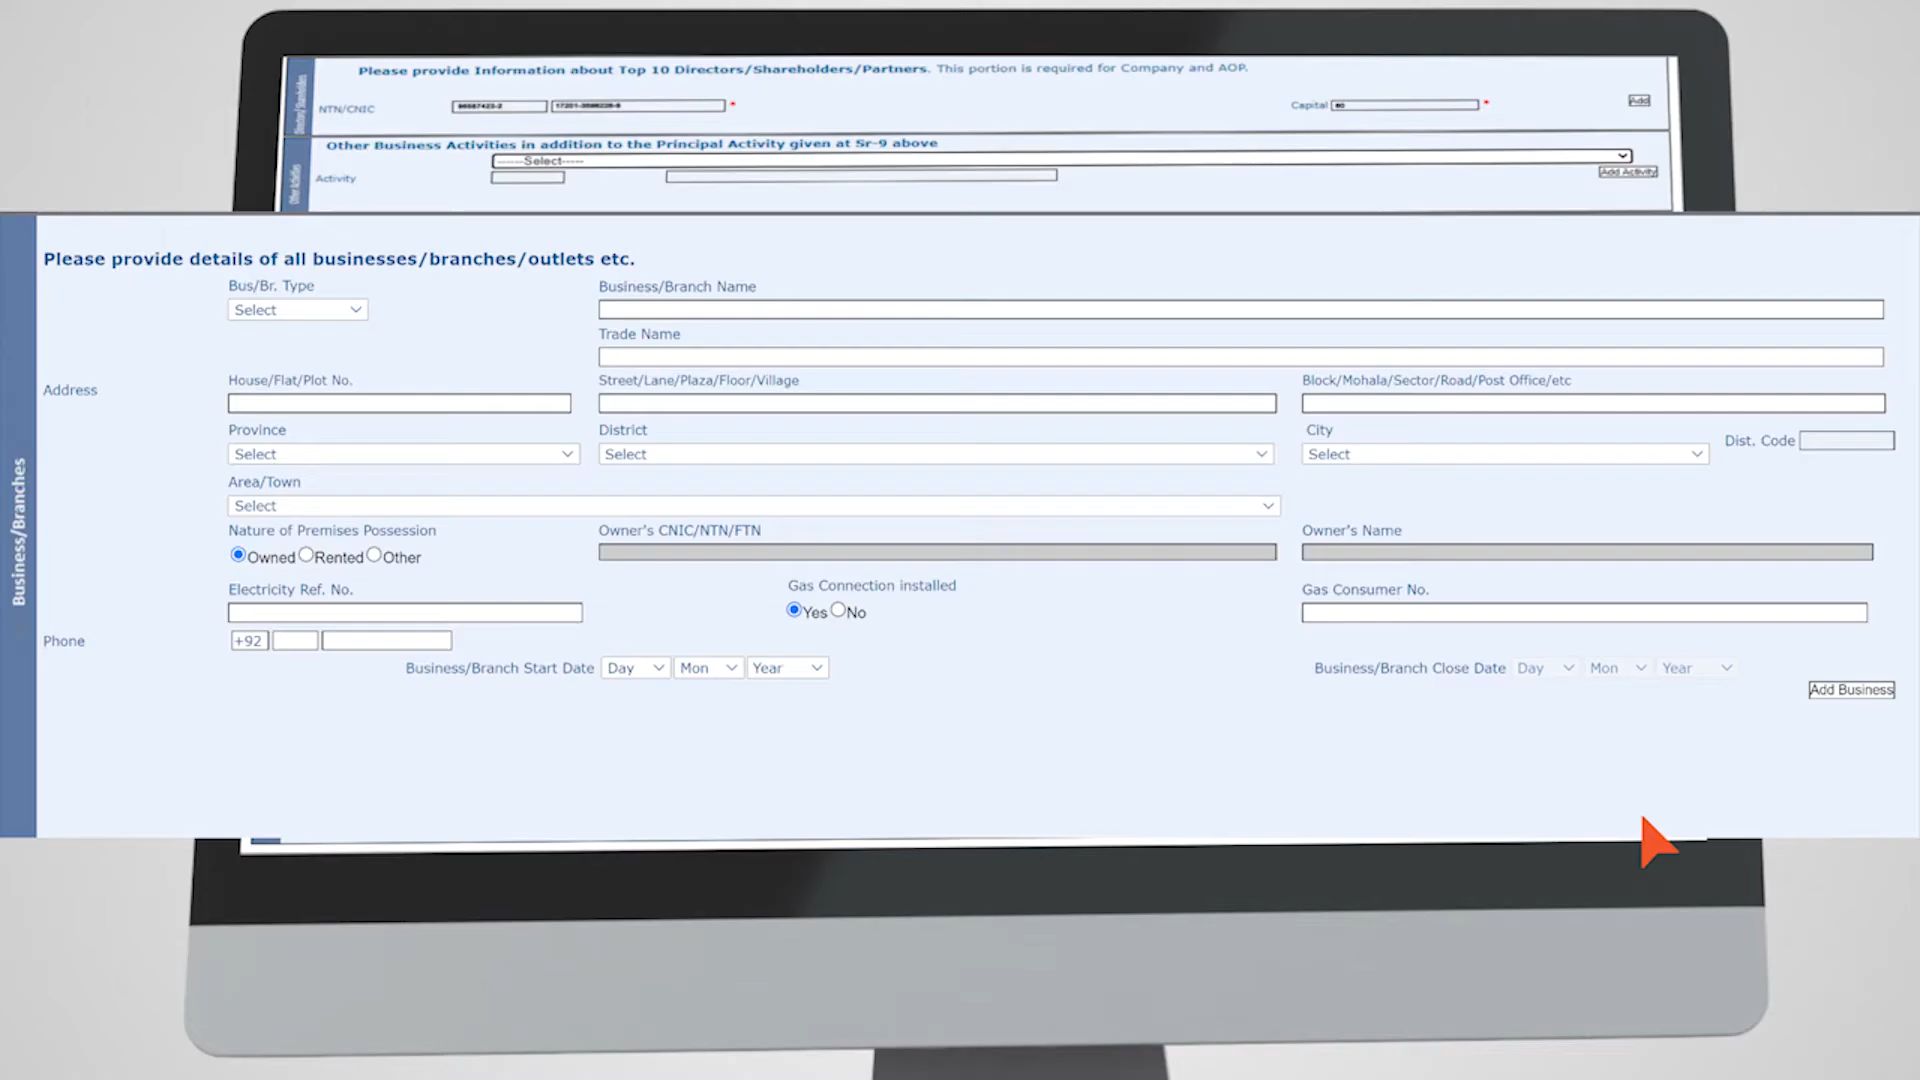 Directors/Shareholders
Please provide Information about Top 10 Directors/Shareholders/Partners. This portion is required for Company and AOP.
NTN/CNIC * Capital 60 * Add
Other Activities
Other Business Activities in addition to the Principal Activity given at Sr-9 above
------Select-----
Activity Add Activity
Business/Branches
Please provide details of all businesses/branches/outlets etc.
Bus/Br. Type Business/Branch Name
Select
Trade Name
Address
House/Flat/Plot No. Street/Lane/Plaza/Floor/Village Block/Mohala/Sector/Road/Post Office/etc
Province District City Dist. Code
Select Select Select
Area/Town
Select
Nature of Premises Possession Owner's CNIC/NTN/FTN Owner's Name
Owned Rented Other
Electricity Ref. No. Gas Connection installed Gas Consumer No.
Yes No
Phone +92
Business/Branch Start Date Day Mon Year Business/Branch Close Date Day Mon Year
Add Business